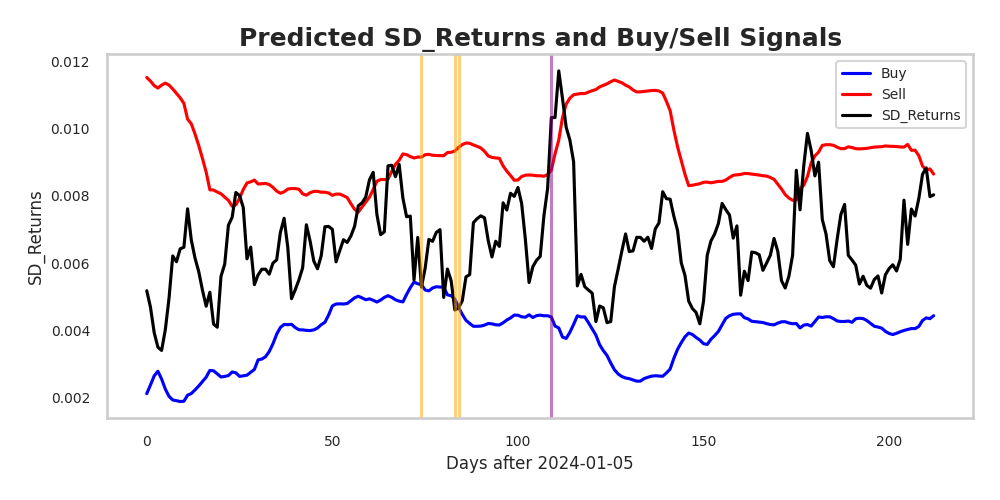 Predicted SD_Returns and Buy/Sell Signals
Buy
Sell
SD_Returns
0.012
0.010
0.008
0.006
0.004
0.002
SD_Returns
0 50 100 150 200
Days after 2024-01-05